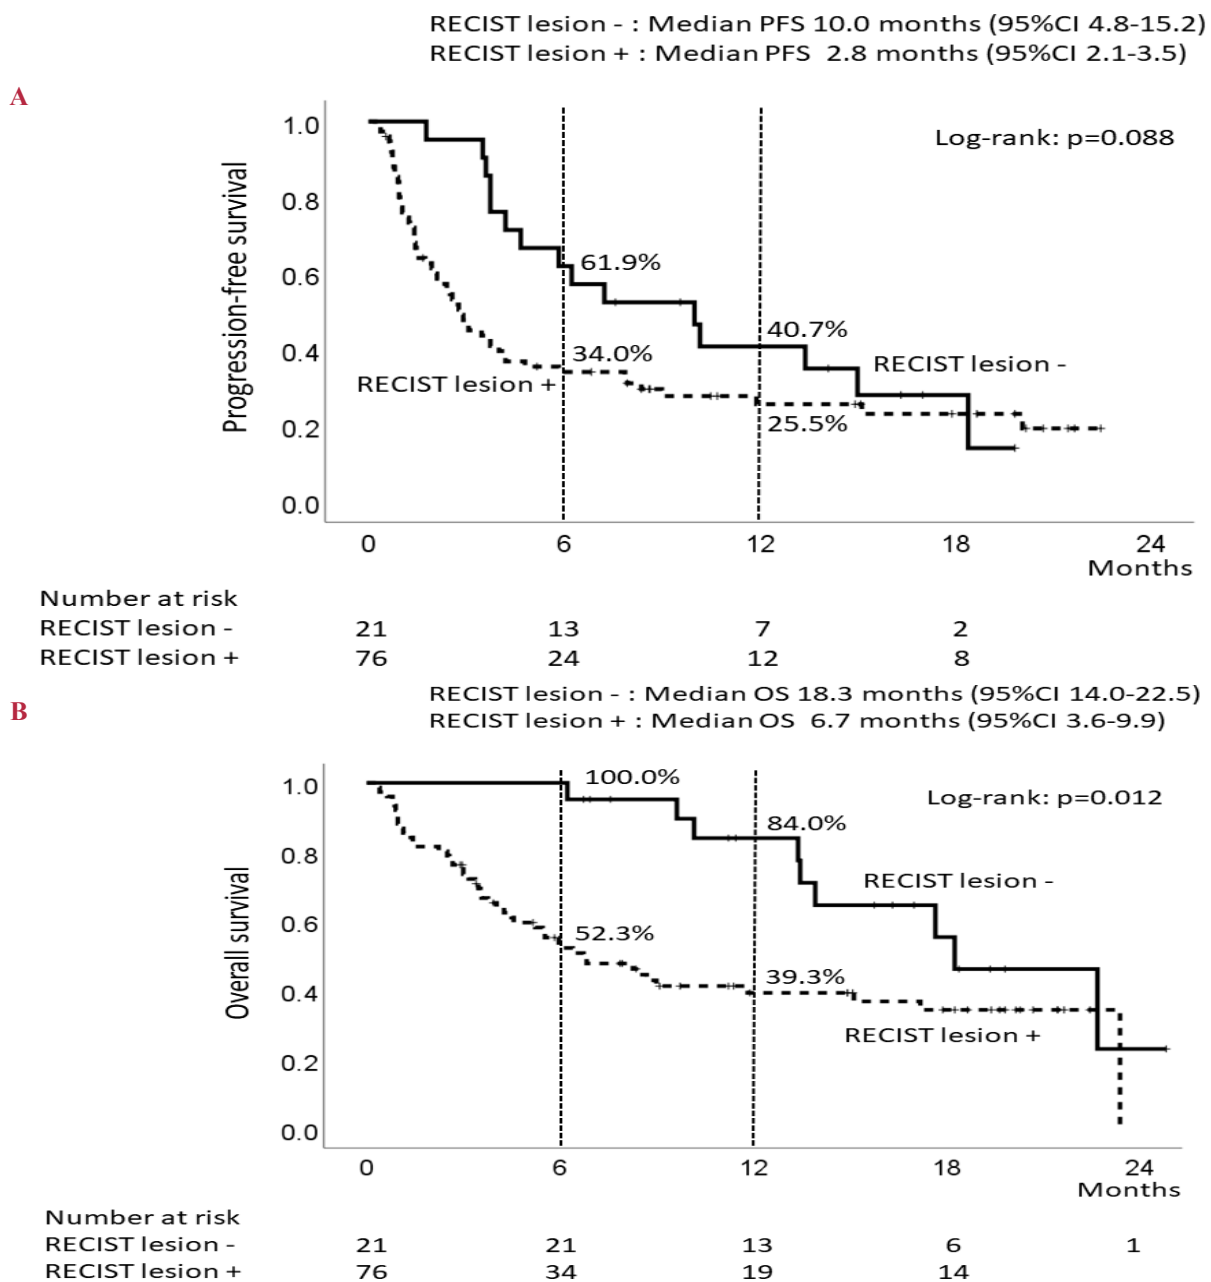 RECIST lesion - : Median PFS 10.0 months (95%CI 4.8-15.2)
RECIST lesion + : Median PFS 2.8 months (95%CI 2.1-3.5)
A
Log-rank: p=0.088
Progression-free survival
1.0
0.8
0.6
0.4
0.2
0.0
61.9%
40.7%
34.0%
25.5%
RECIST lesion -
RECIST lesion +
0 6 12 18 24
Months
Number at risk
RECIST lesion - 21 13 7 2
RECIST lesion + 76 24 12 8
RECIST lesion - : Median OS 18.3 months (95%CI 14.0-22.5)
RECIST lesion + : Median OS 6.7 months (95%CI 3.6-9.9)
B
Log-rank: p=0.012
Overall survival
1.0
0.8
0.6
0.4
0.2
0.0
100.0%
84.0%
52.3%
39.3%
RECIST lesion -
RECIST lesion +
0 6 12 18 24
Months
Number at risk
RECIST lesion - 21 21 13 6 1
RECIST lesion + 76 34 19 14